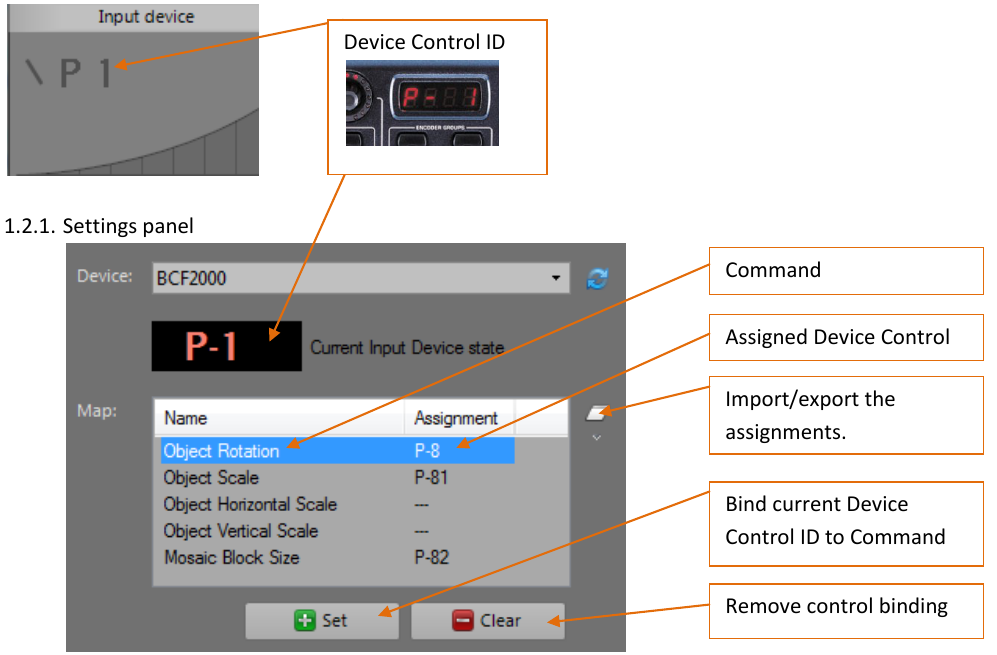 Input device
\ P 1
Device Control ID
P- 1
ENCODER GROUPS
1.2.1. Settings panel
Device:
BCF2000
P-1
Current Input Device state
Map:
Name Assignment
Object Rotation P-8
Object Scale P-81
Object Horizontal Scale ---
Object Vertical Scale ---
Mosaic Block Size P-82
Set
Clear
Command
Assigned Device Control
Import/export the
assignments.
Bind current Device
Control ID to Command
Remove control binding